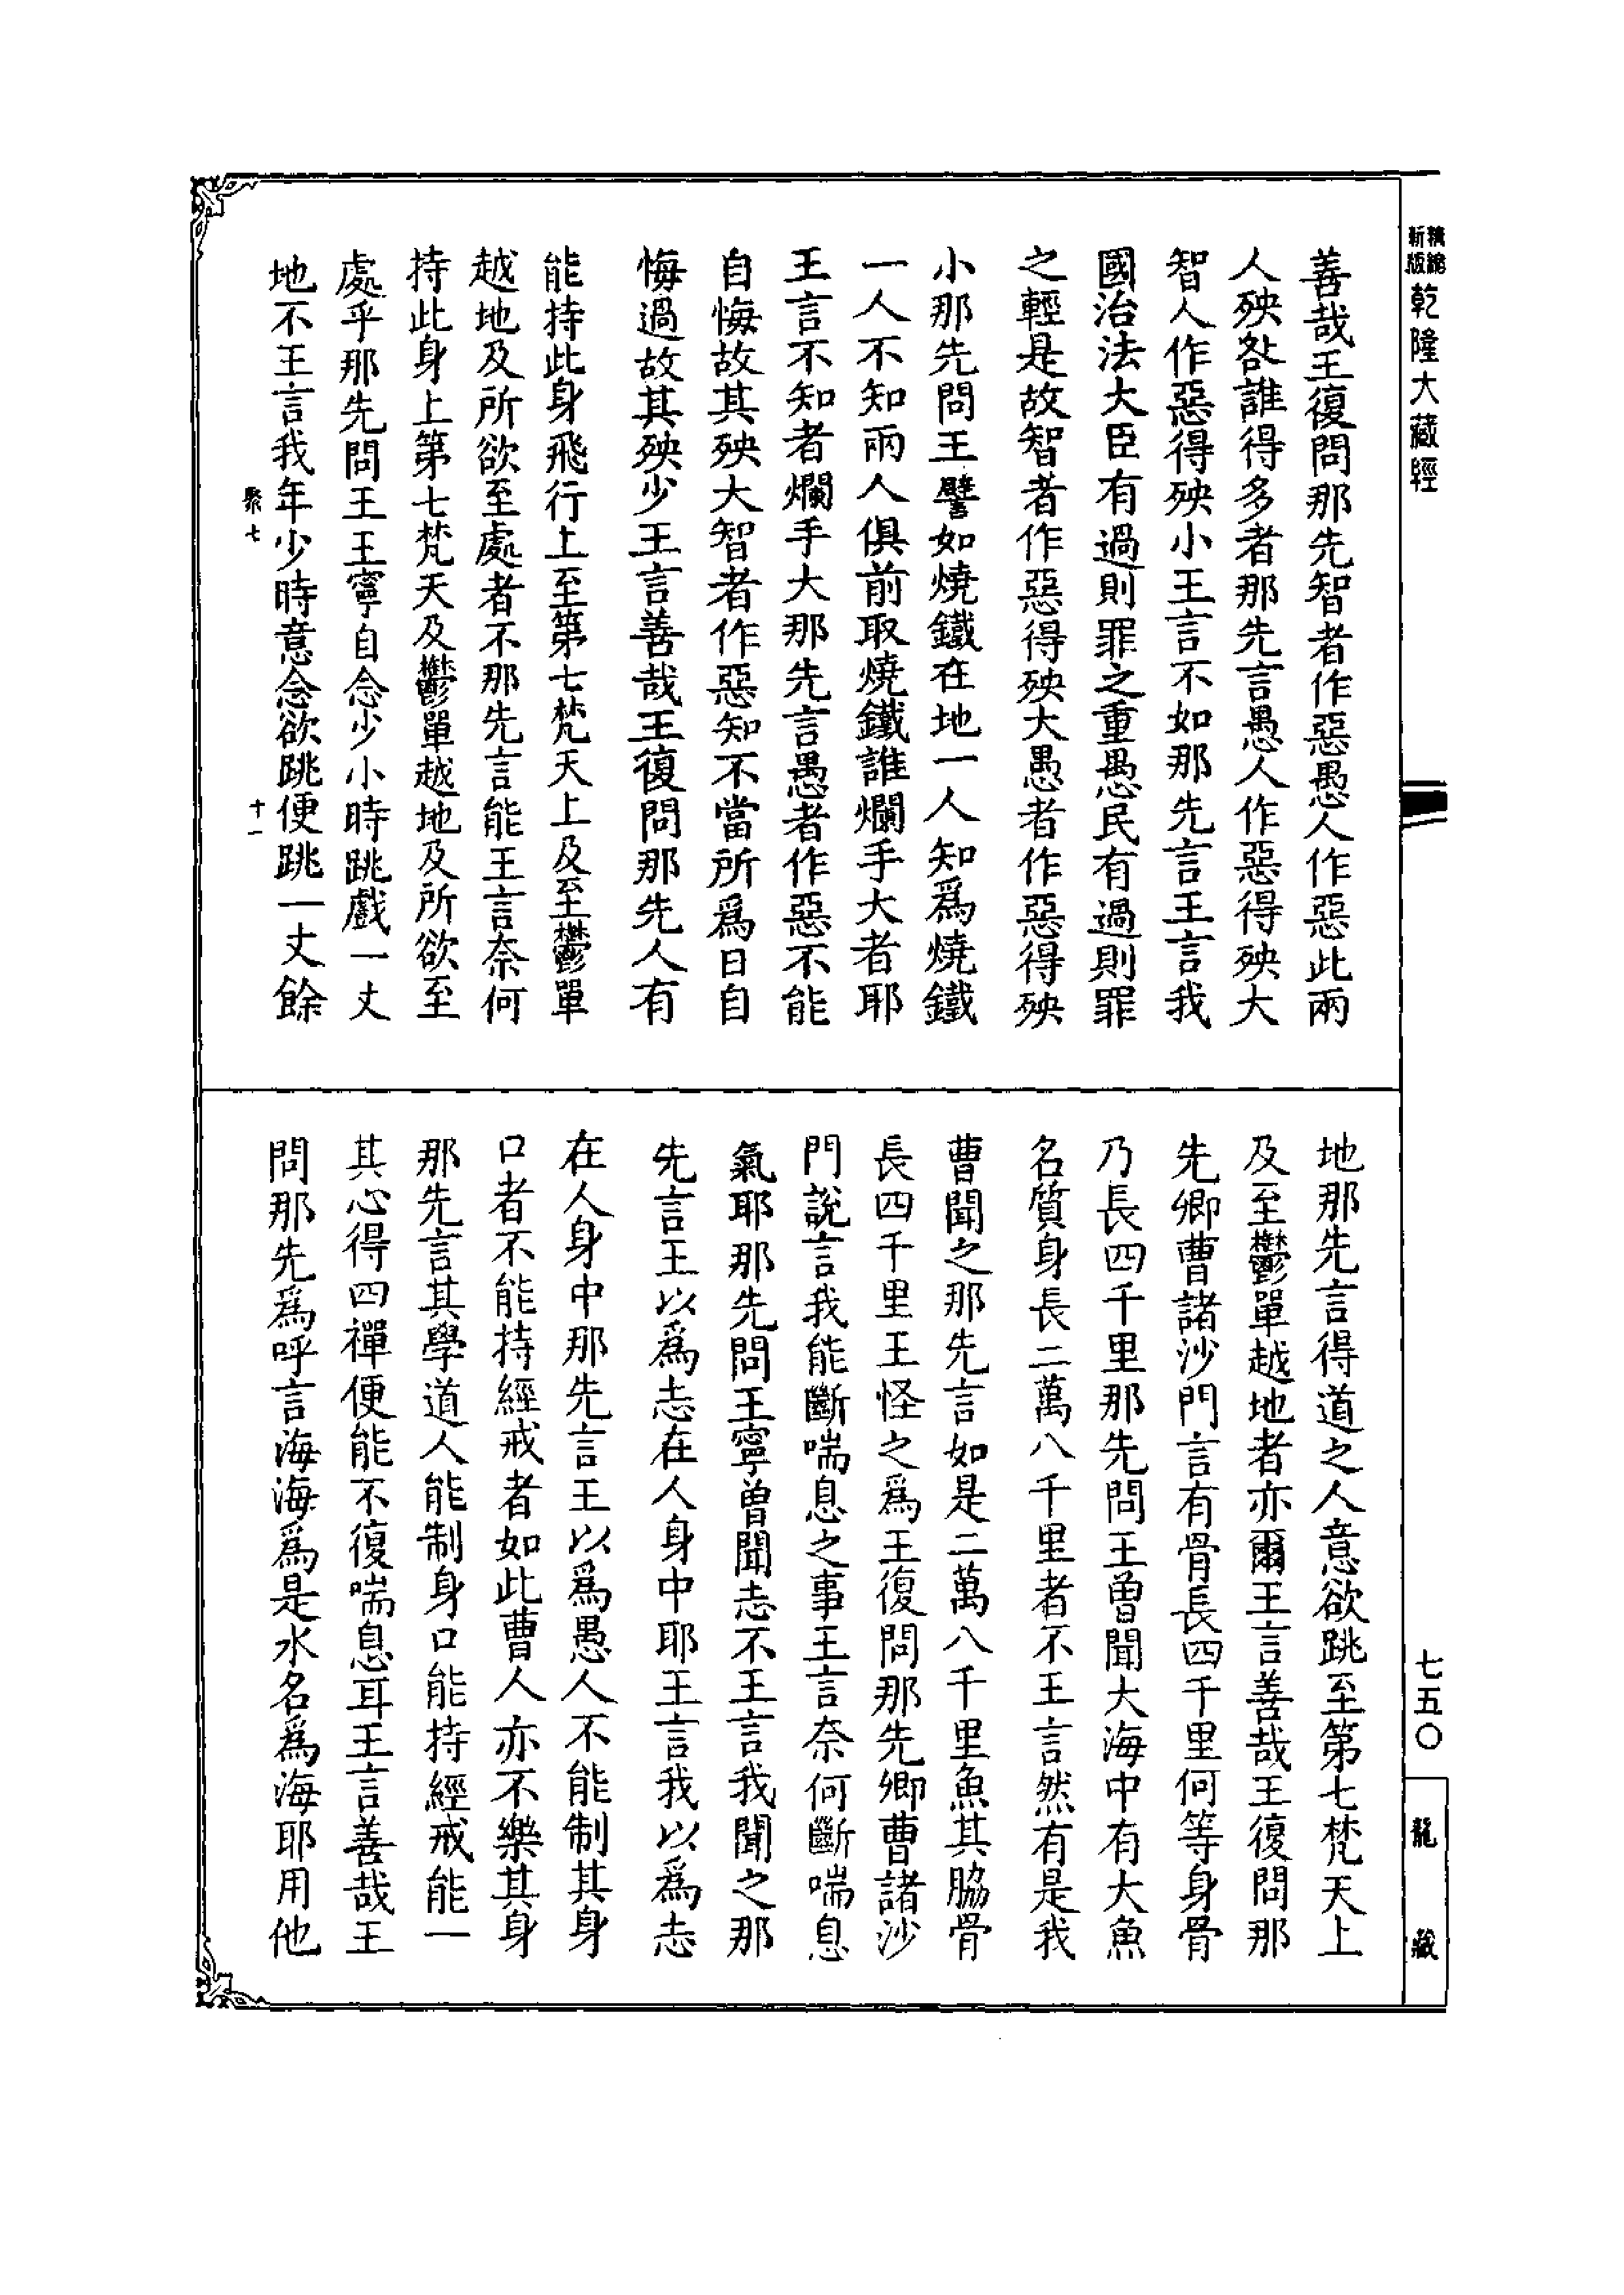 精繪新版乾隆大藏經
善哉王復問那先智者作惡愚人作惡此兩
人殃咎誰得多者那先言愚人作惡得殃大
智人作惡得殃小王言不如那先言王言我
國治法大臣有過則罪之重愚民有過則罪
之輕是故智者作惡得殃大愚者作惡得殃
小那先問王譬如燒鐵在地一人知爲燒鐵
一人不知兩人俱前取燒鐵誰爛手大者耶
王言不知者爛手大那先言愚者作惡不能
自悔故其殃大智者作惡知不當所爲日自
悔過故其殃少王言善哉王復問那先人有
能持此身飛行上至第七梵天上及至鬱單
越地及所欲至處者不那先言能王言奈何
持此身上第七梵天及鬱單越地及所欲至
處乎那先問王王寧自念少小時跳戲一丈
地不王言我年少時意念欲跳便跳一丈餘
聚七 十一
地那先言得道之人意欲跳至第七梵天上
及至鬱單越地者亦爾王言善哉王復問那
先卿曹諸沙門言有骨長四千里何等身骨
乃長四千里那先問王曾聞大海中有大魚
名質身長二萬八千里者不王言然有是我
曹聞之那先言如是二萬八千里魚其脇骨
長四千里王怪之爲王復問那先卿曹諸沙
門說言我能斷喘息之事王言奈何斷喘息
氣耶那先問王寧曾聞志不王言我聞之那
先言王以爲志在人身中耶王言我以爲志
在人身中那先言王以爲愚人不能制其身
口者不能持經戒者如此曹人亦不樂其身
那先言其學道人能制身口能持經戒能一
其心得四禪便能不復喘息耳王言善哉王
問那先爲呼言海海爲是水名爲海耶用他
七五〇
龍藏